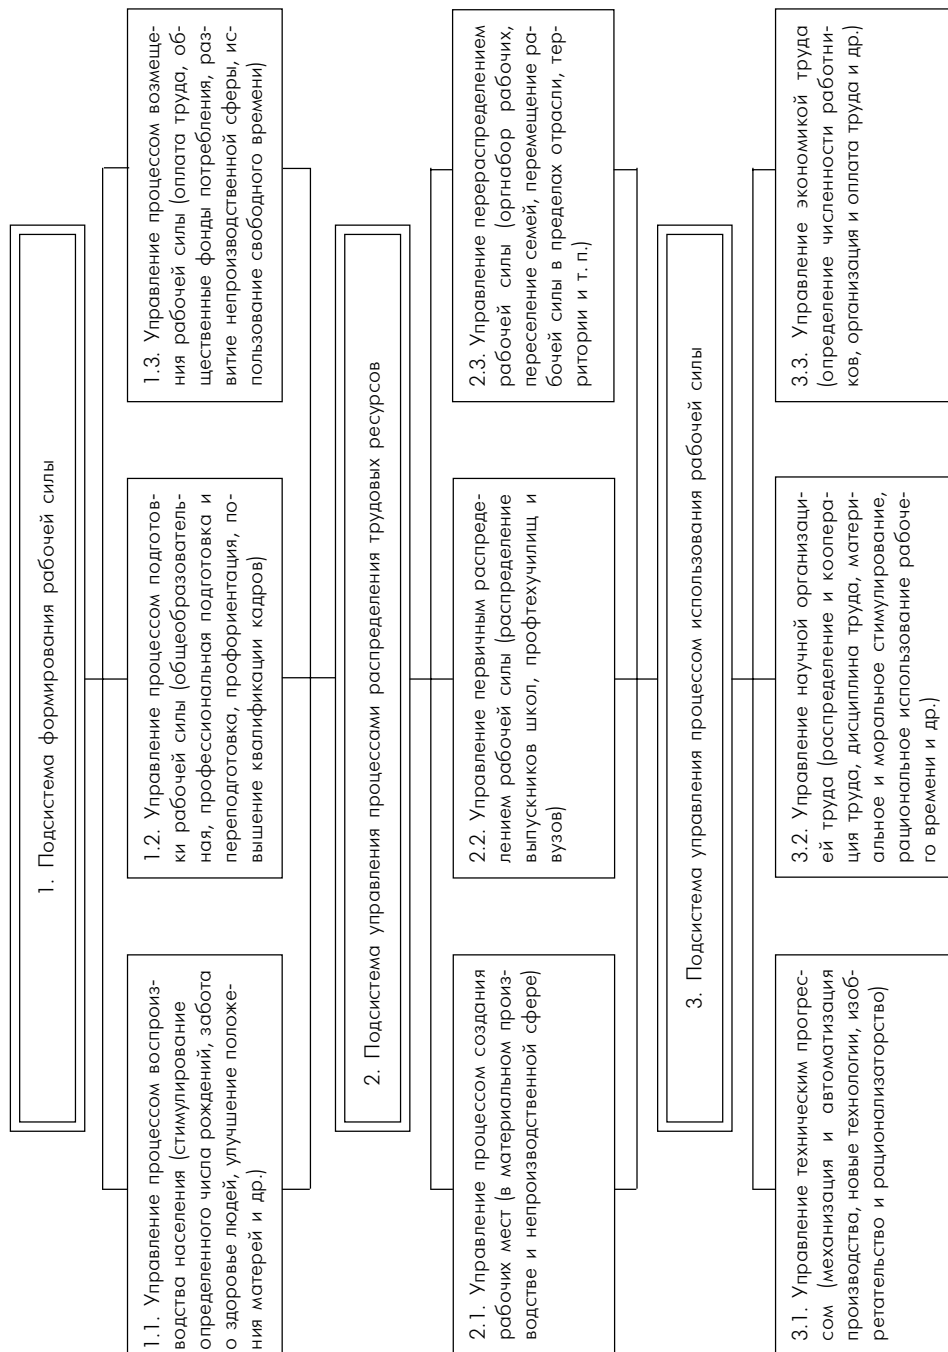 1. Подсистема формирования рабочей силы
1.1. Управление процессом воспроиз-
водства населения (стимулирование
определенного числа рождений, забота
о здоровье людей, улучшение положе-
ния матерей и др.)
1.2. Управление процессом подготов-
ки рабочей силы (общеобразователь-
ная, профессиональная подготовка и
переподготовка, профориентация, по-
вышение квалификации кадров)
1.3. Управление процессом возмеще-
ния рабочей силы (оплата труда, об-
щественные фонды потребления, раз-
витие непроизводственной сферы, ис-
пользование свободного времени)
2. Подсистема управления процессами распределения трудовых ресурсов
2.1. Управление процессом создания
рабочих мест (в материальном произ-
водстве и непроизводственной сфере)
2.2. Управление первичным распреде-
лением рабочей силы (распределение
выпускников школ, профтехучилищ и
вузов)
2.3. Управление перераспределением
рабочей силы (оргнабор рабочих,
переселение семей, перемещение ра-
бочей силы в пределах отрасли, тер-
ритории и т. п.)
3. Подсистема управления процессом использования рабочей силы
3.1. Управление техническим прогрес-
сом (механизация и автоматизация
производства, новые технологии, изоб-
ретательство и рационализаторство)
3.2. Управление научной организаци-
ей труда (распределение и коопера-
ция труда, дисциплина труда, матери-
альное и моральное стимулирование,
рациональное использование рабоче-
го времени и др.)
3.3. Управление экономикой труда
(определение численности работни-
ков, организация и оплата труда и др.)